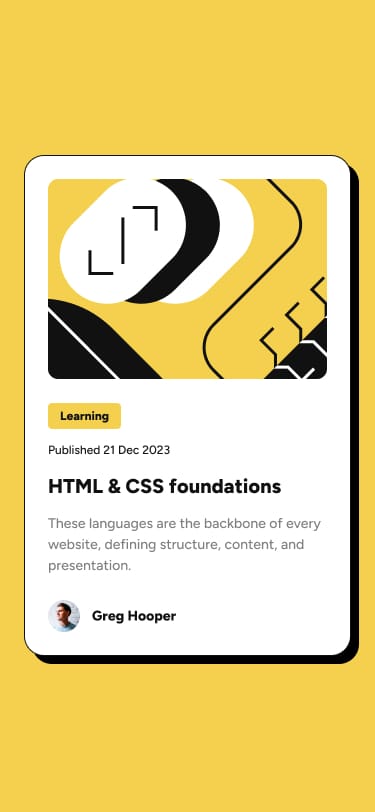 Learning
Published 21 Dec 2023
HTML & CSS foundations
These languages are the backbone of every
website, defining structure, content, and
presentation.
Greg Hooper